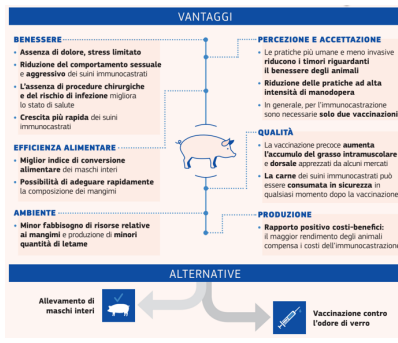 VANTAGGI
BENESSERE
• Assenza di dolore, stress limitato
• Riduzione del comportamento sessuale
e aggressivo dei suini immunocastrati
• L'assenza di procedure chirurgiche
e del rischio di infezione migliora
lo stato di salute
• Crescita più rapida dei suini
immunocastrati
EFFICIENZA ALIMENTARE
• Miglior indice di conversione
alimentare dei maschi interi
• Possibilità di adeguare rapidamente
la composizione dei mangimi
AMBIENTE
• Minor fabbisogno di risorse relative
ai mangimi e produzione di minori
quantità di letame
PERCEZIONE E ACCETTAZIONE
• Le pratiche più umane e meno invasive
riducono i timori riguardanti
il benessere degli animali
• Riduzione delle pratiche ad alta
intensità di manodopera
• In generale, per l'immunocastrazione
sono necessarie solo due vaccinazioni
QUALITÀ
• La vaccinazione precoce aumenta
l'accumulo del grasso intramuscolare
e dorsale apprezzati da alcuni mercati
• La carne dei suini immunocastrati può
essere consumata in sicurezza in
qualsiasi momento dopo la vaccinazione
PRODUZIONE
• Rapporto positivo costi-benefici:
il maggior rendimento degli animali
compensa i costi dell'immunocastrazione
ALTERNATIVE
Allevamento di
maschi interi
Vaccinazione contro
l'odore di verro